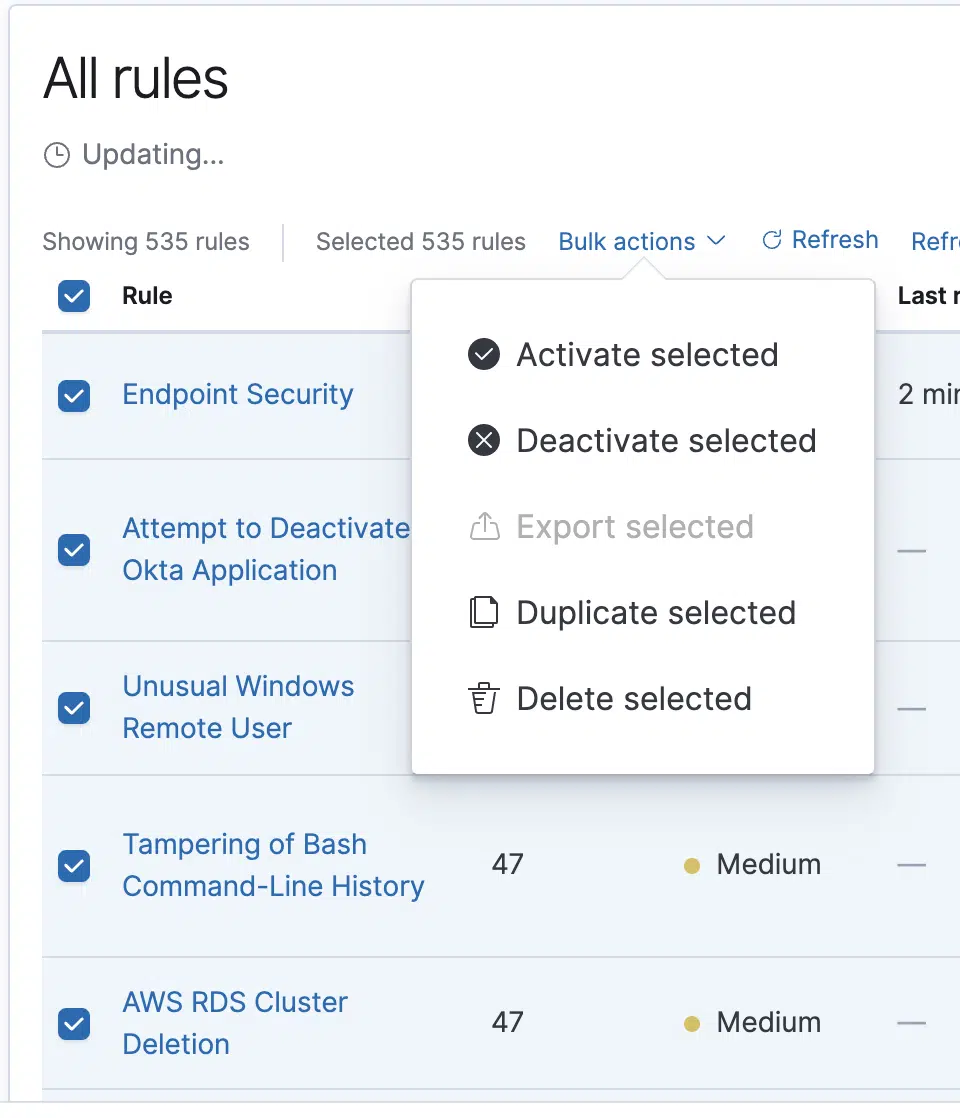 All rules
Updating...
Showing 535 rules
Selected 535 rules
Bulk actions
Refresh
Rule
Activate selected
Deactivate selected
Export selected
Duplicate selected
Delete selected
Last
Endpoint Security
2
Attempt to Deactivate
Okta Application
—
Unusual Windows
Remote User
—
Tampering of Bash
Command-Line History
47
Medium
—
AWS RDS Cluster
Deletion
47
Medium
—